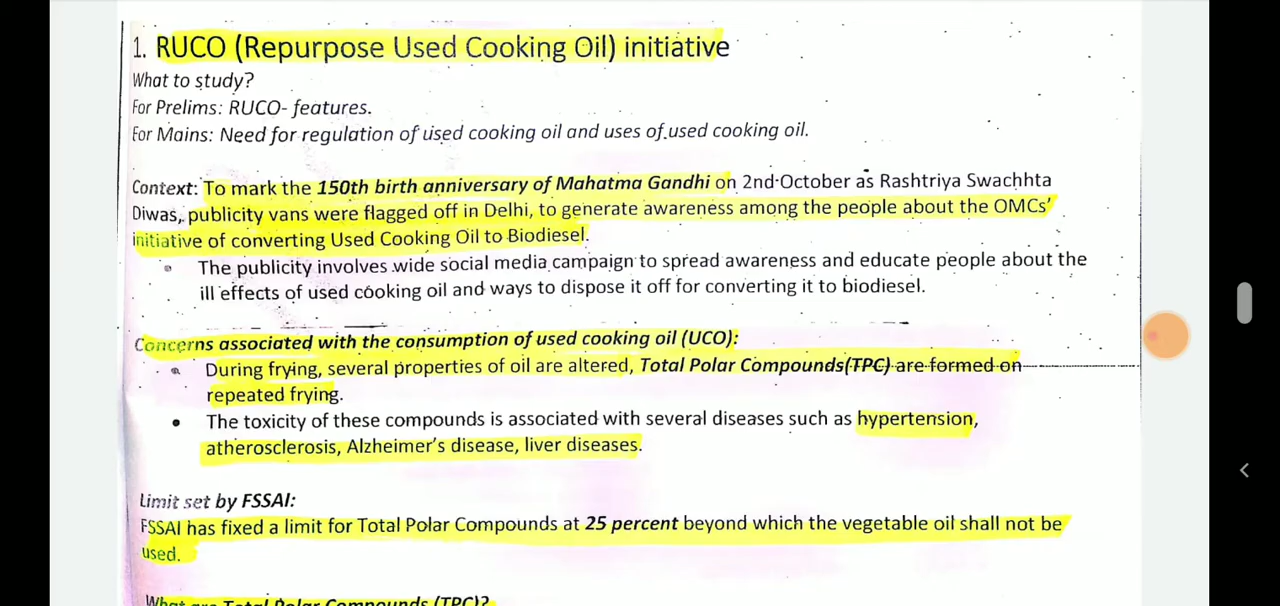 1. RUCO (Repurpose Used Cooking Oil) initiative
What to study?
For Prelims: RUCO- features.
For Mains: Need for regulation of used cooking oil and uses of used cooking oil.
Context: To mark the 150th birth anniversary of Mahatma Gandhi on 2nd October as Rashtriya Swachhta
Diwas, publicity vans were flagged off in Delhi, to generate awareness among the people about the OMCs'
initiative of converting Used Cooking Oil to Biodiesel.
• The publicity involves wide social media campaign to spread awareness and educate people about the
ill effects of used cooking oil and ways to dispose it off for converting it to biodiesel.
Concerns associated with the consumption of used cooking oil (UCO):
• During frying, several properties of oil are altered, Total Polar Compounds(TPC) are formed on
repeated frying.
• The toxicity of these compounds is associated with several diseases such as hypertension,
atherosclerosis, Alzheimer's disease, liver diseases.
Limit set by FSSAI:
FSSAI has fixed a limit for Total Polar Compounds at 25 percent beyond which the vegetable oil shall not be
used.
What are Total Polar Compounds (TPC)?